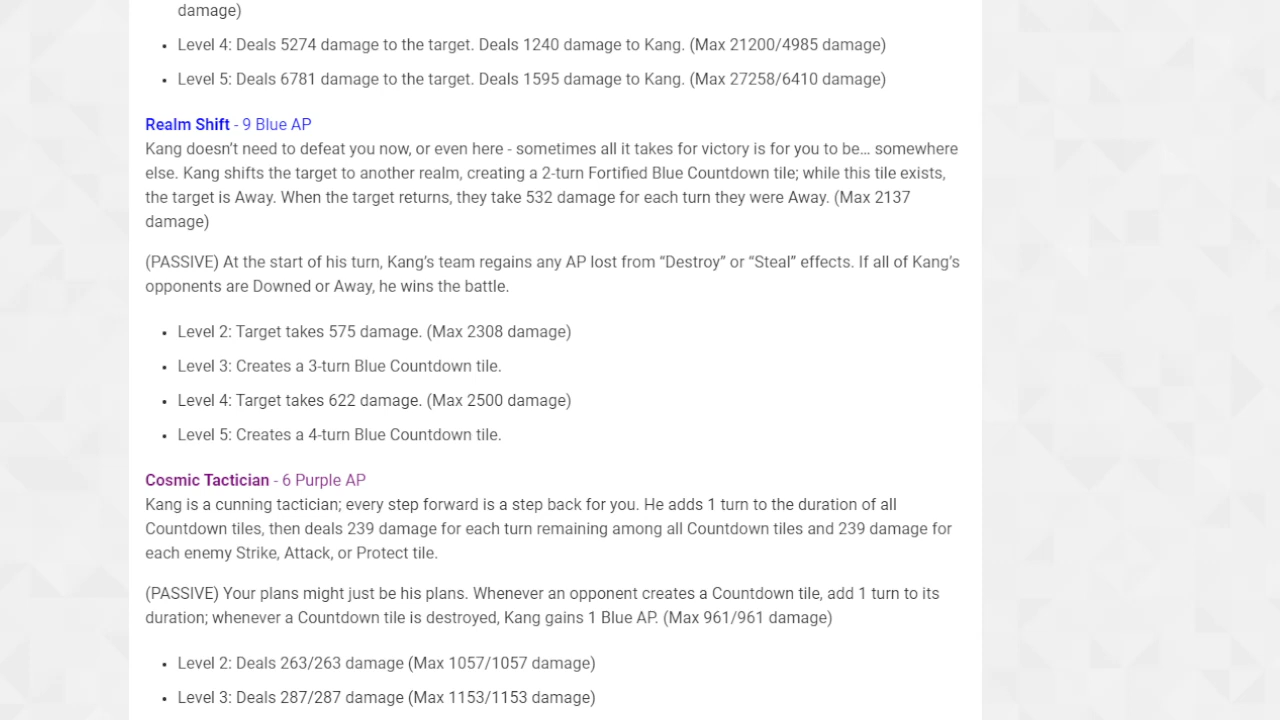 damage)
• Level 4: Deals 5274 damage to the target. Deals 1240 damage to Kang. (Max 21200/4985 damage)
• Level 5: Deals 6781 damage to the target. Deals 1595 damage to Kang. (Max 27258/6410 damage)
Realm Shift - 9 Blue AP
Kang doesn’t need to defeat you now, or even here - sometimes all it takes for victory is for you to be… somewhere
else. Kang shifts the target to another realm, creating a 2-turn Fortified Blue Countdown tile; while this tile exists,
the target is Away. When the target returns, they take 532 damage for each turn they were Away. (Max 2137
damage)
(PASSIVE) At the start of his turn, Kang’s team regains any AP lost from “Destroy” or “Steal” effects. If all of Kang’s
opponents are Downed or Away, he wins the battle.
• Level 2: Target takes 575 damage. (Max 2308 damage)
• Level 3: Creates a 3-turn Blue Countdown tile.
• Level 4: Target takes 622 damage. (Max 2500 damage)
• Level 5: Creates a 4-turn Blue Countdown tile.
Cosmic Tactician - 6 Purple AP
Kang is a cunning tactician; every step forward is a step back for you. He adds 1 turn to the duration of all
Countdown tiles, then deals 239 damage for each turn remaining among all Countdown tiles and 239 damage for
each enemy Strike, Attack, or Protect tile.
(PASSIVE) Your plans might just be his plans. Whenever an opponent creates a Countdown tile, add 1 turn to its
duration; whenever a Countdown tile is destroyed, Kang gains 1 Blue AP. (Max 961/961 damage)
• Level 2: Deals 263/263 damage (Max 1057/1057 damage)
• Level 3: Deals 287/287 damage (Max 1153/1153 damage)